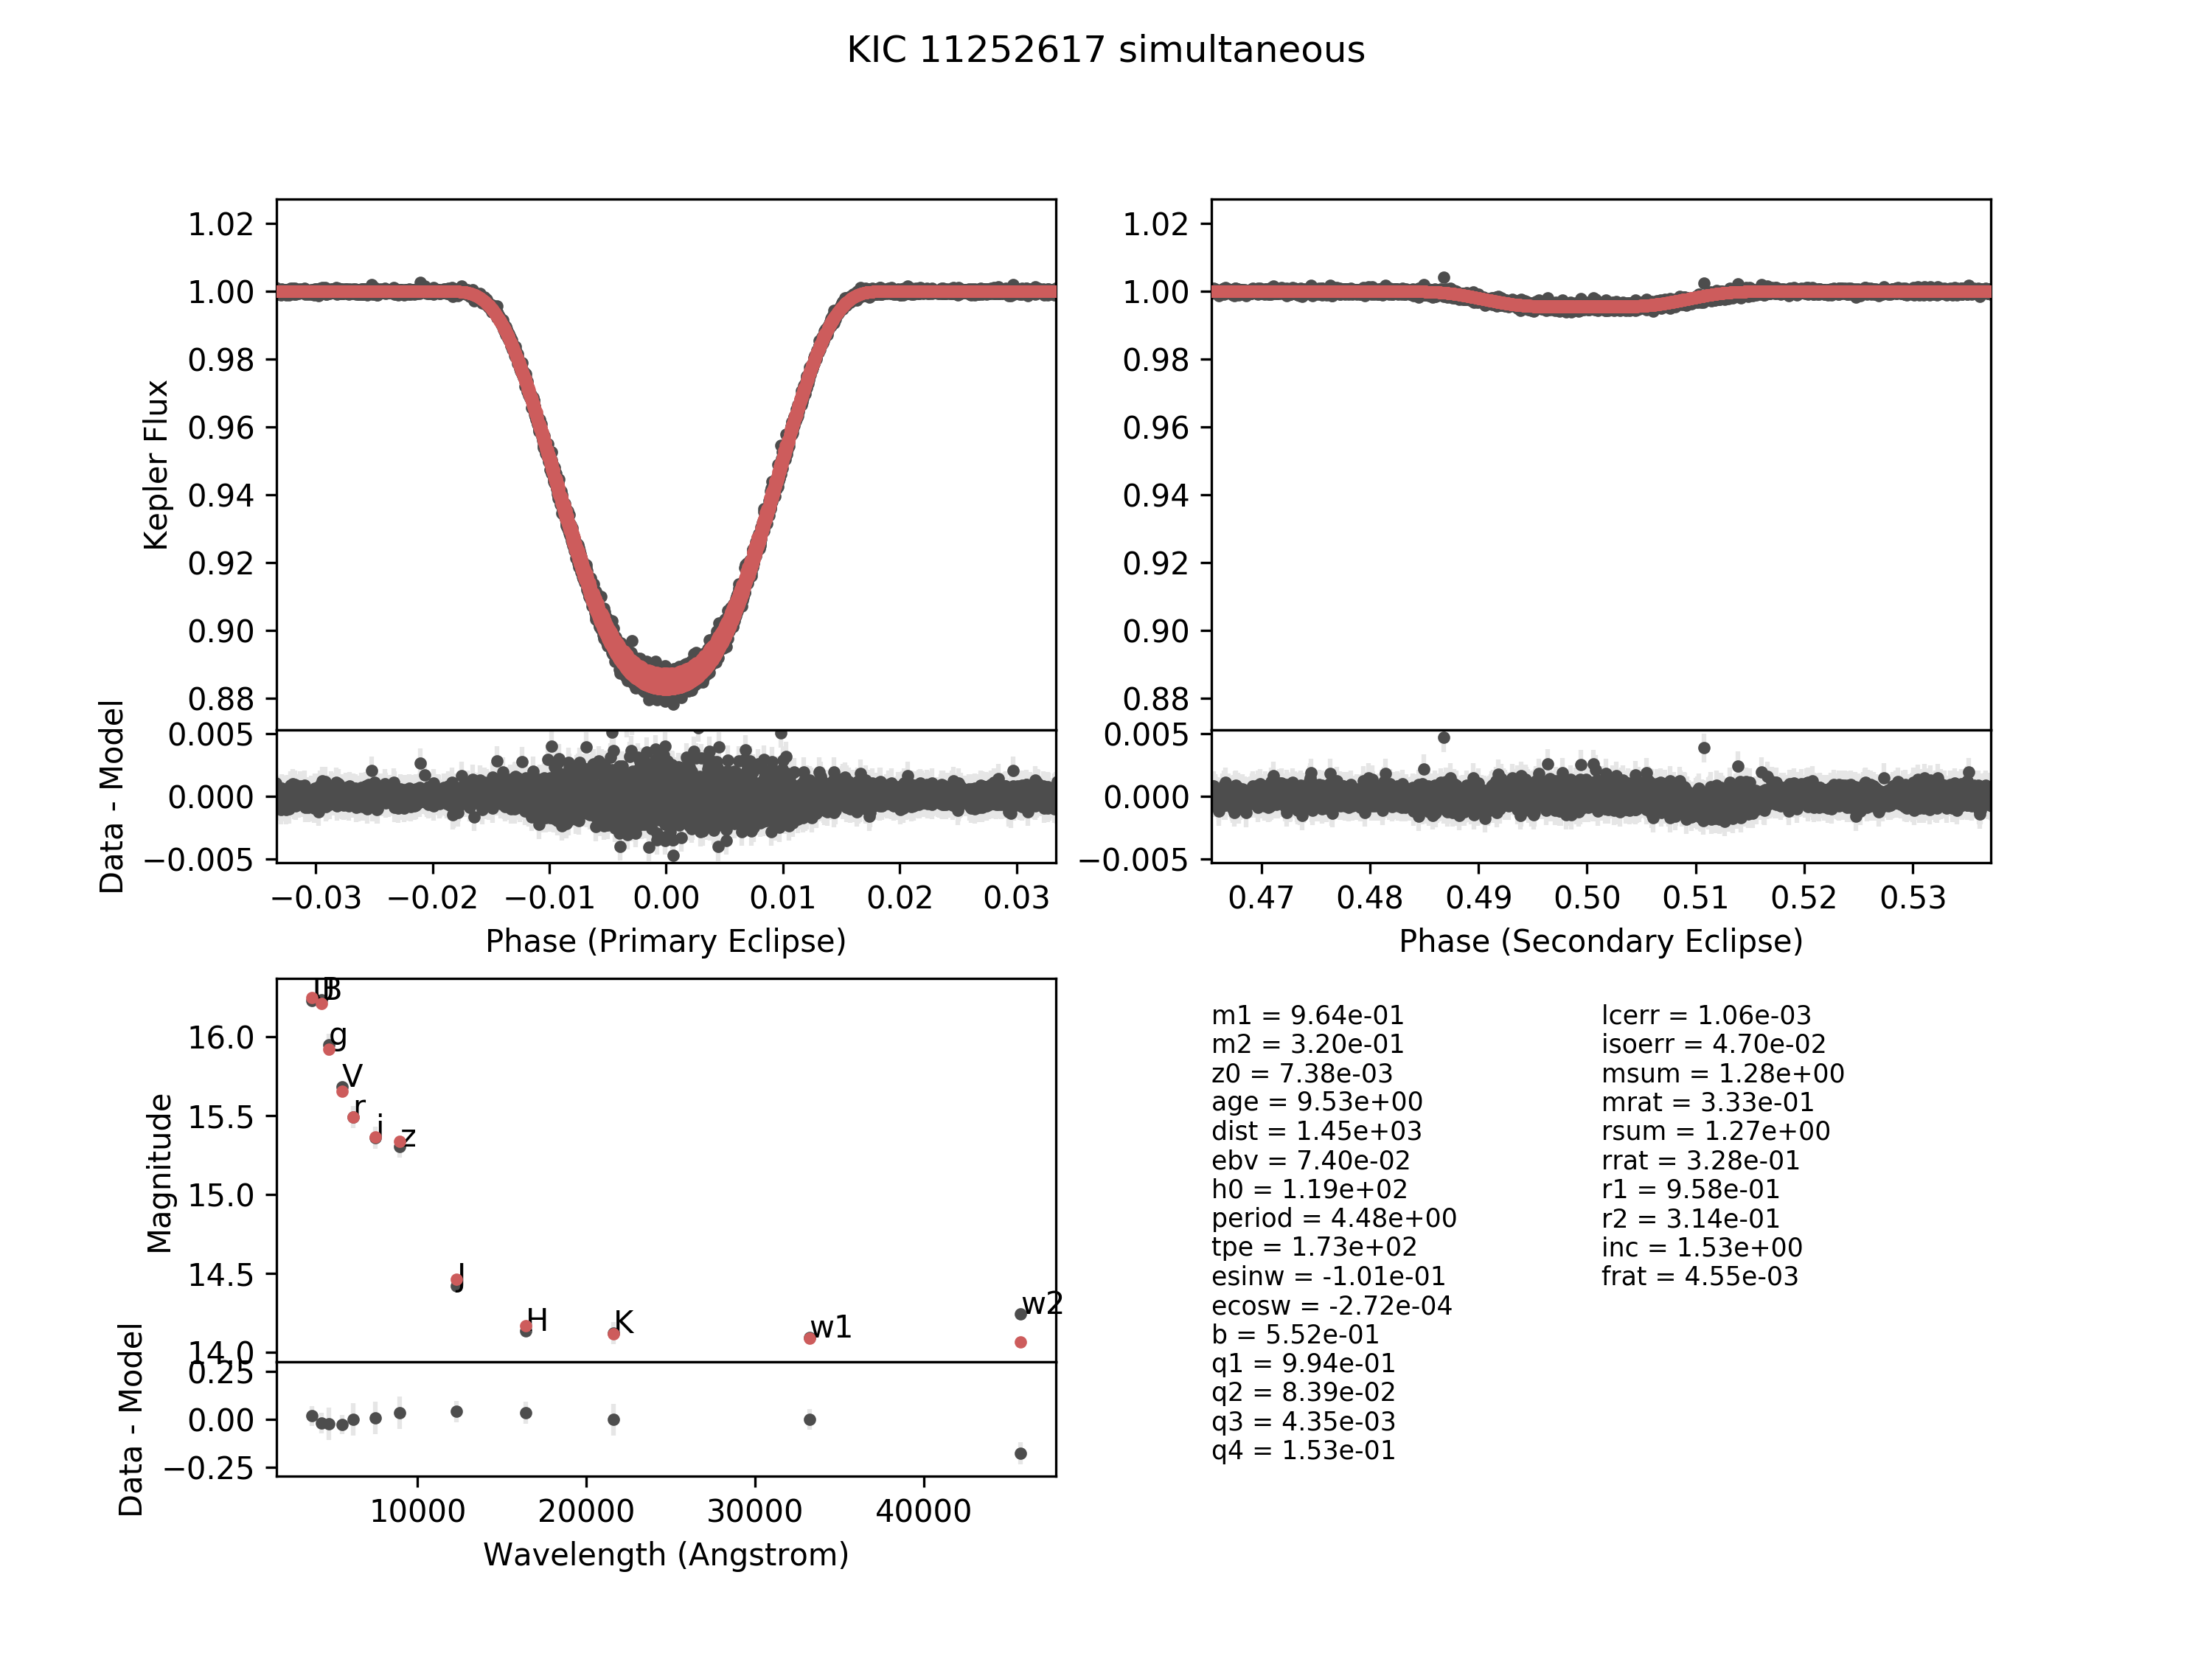 KIC 11252617 simultaneous
1.02
1.00
0.98
0.96
0.94
0.92
0.90
0.88
Kepler Flux
0.005
0.000
−0.005
Data - Model
−0.03 −0.02 −0.01 0.00 0.01 0.02 0.03
Phase (Primary Eclipse)
1.02
1.00
0.98
0.96
0.94
0.92
0.90
0.88
0.005
0.000
−0.005
0.47 0.48 0.49 0.50 0.51 0.52 0.53
Phase (Secondary Eclipse)
16.0
15.5
15.0
14.5
14.0
Magnitude
U
B
g
V
r
i
z
J
H
K
w1
w2
0.25
0.00
−0.25
Data - Model
10000 20000 30000 40000
Wavelength (Angstrom)
m1 = 9.64e-01
m2 = 3.20e-01
z0 = 7.38e-03
age = 9.53e+00
dist = 1.45e+03
ebv = 7.40e-02
h0 = 1.19e+02
period = 4.48e+00
tpe = 1.73e+02
esinw = -1.01e-01
ecosw = -2.72e-04
b = 5.52e-01
q1 = 9.94e-01
q2 = 8.39e-02
q3 = 4.35e-03
q4 = 1.53e-01
lcerr = 1.06e-03
isoerr = 4.70e-02
msum = 1.28e+00
mrat = 3.33e-01
rsum = 1.27e+00
rrat = 3.28e-01
r1 = 9.58e-01
r2 = 3.14e-01
inc = 1.53e+00
frat = 4.55e-03